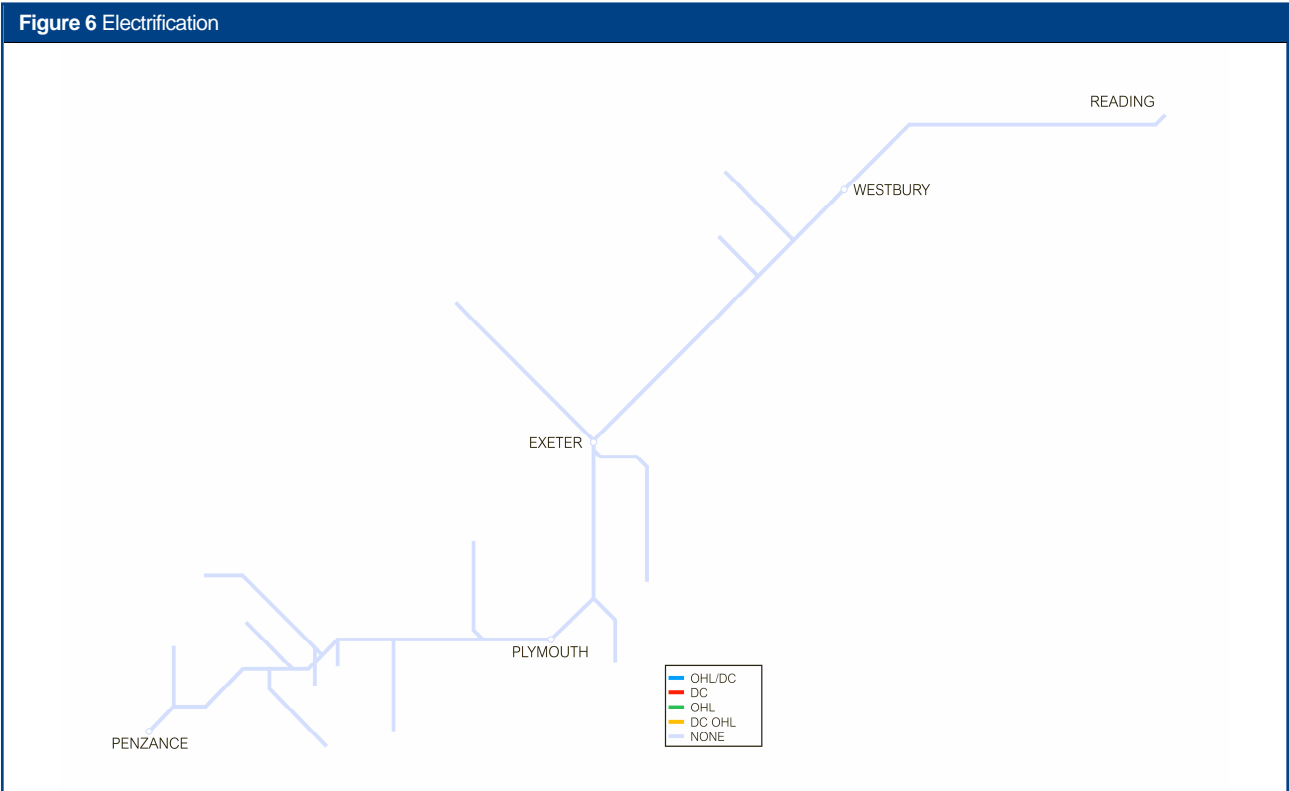 Figure 6 Electrification
READING
WESTBURY
EXETER
PLYMOUTH
PENZANCE
OHL/DC
DC
OHL
DC OHL
NONE